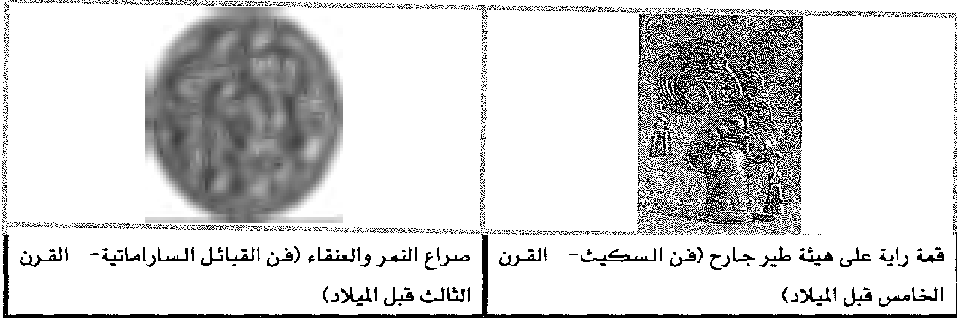 قمة راية على هيئة طير جارح (فن السكيث- القرن
الخامس قبل الميلاد)
صراع النمر والعنقاء (فن القبائل الساراماتية- القرن
الثالث قبل الميلاد)